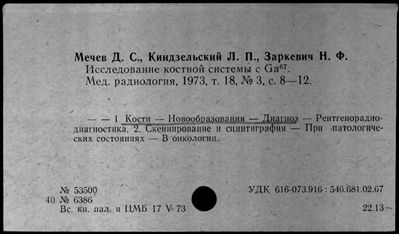 Мечев Д. С., Киндзельский Л. П., Заркевич Н. Ф.
Исследование костной системы с Ga⁶⁷.
Мед. радиология, 1973, т. 18, № 3, с. 8—12.
— — 1 Кости — Новообразования — Диагноз — Рентгенорадио-
диагностика. 2. Сканирование и сцинтиграфия — При патологиче-
ских состояниях — В онкологии.
№ 53500
УДК 616-073.916 : 546.681.02.67
40 № 6386
Вс. кн. пал. и ЦМБ 17 V 73
22.13—